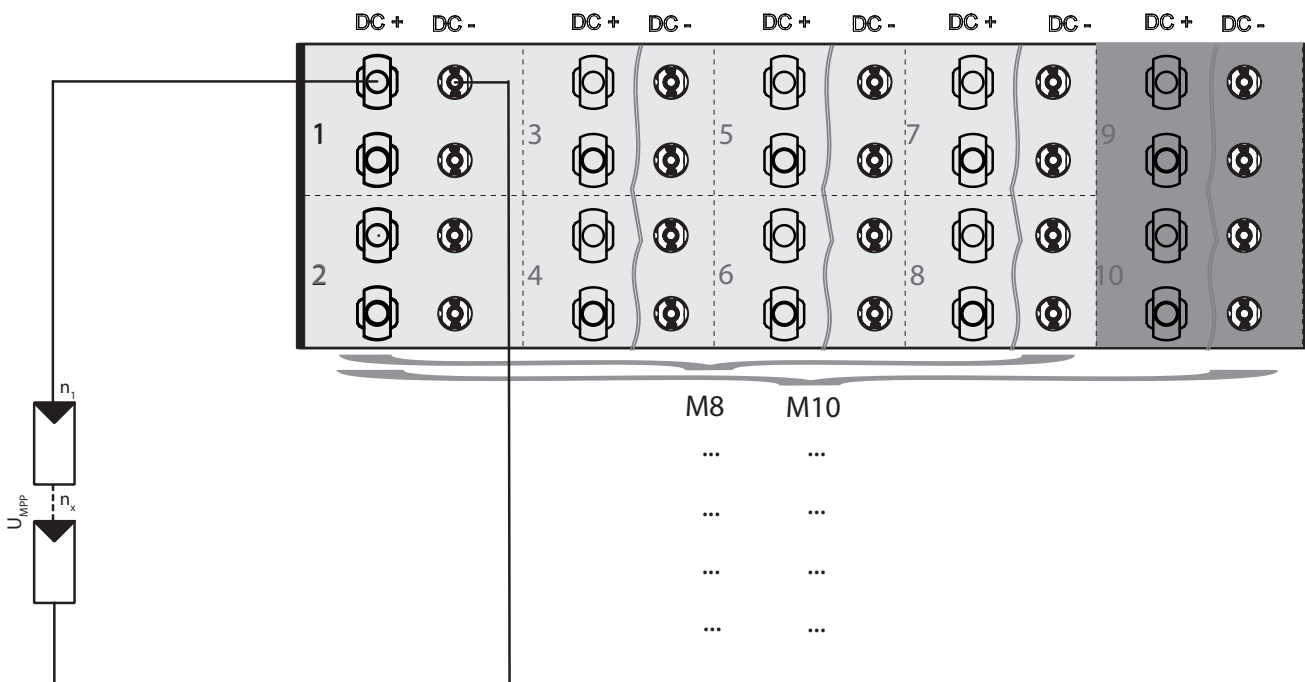 DC + DC - DC + DC - DC + DC - DC + DC - DC + DC -
1 3 5 7 9
2 4 6 8 10
M8 M10
n₁
... ...
nₓ
U_MPP
... ...
... ...
... ...